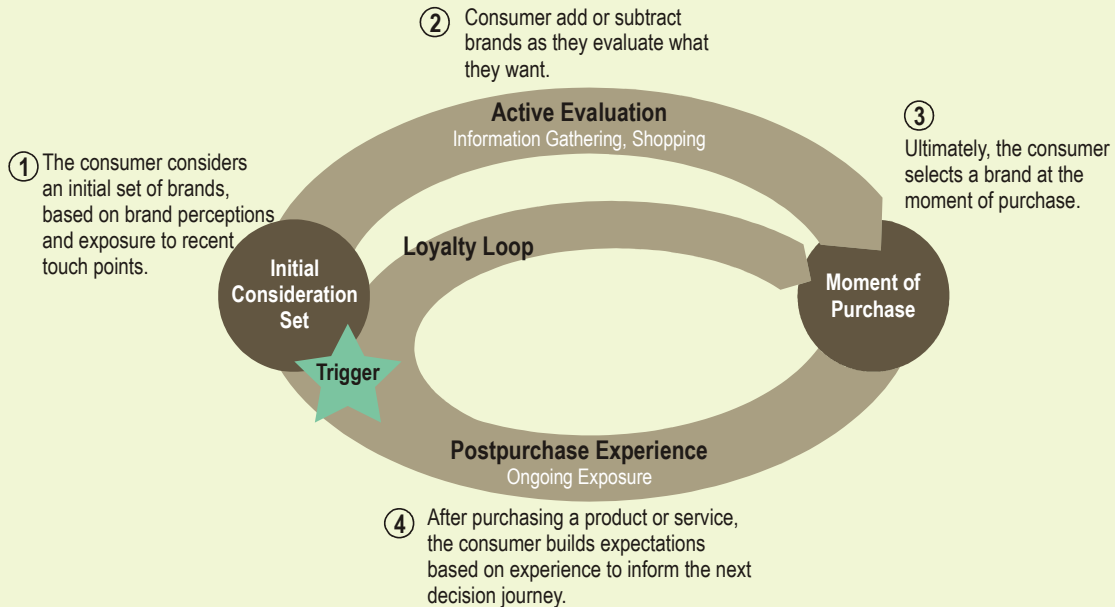 ② Consumer add or subtract
brands as they evaluate what
they want.
Active Evaluation
Information Gathering, Shopping
③
Ultimately, the consumer
selects a brand at the
moment of purchase.
① The consumer considers
an initial set of brands,
based on brand perceptions
and exposure to recent
touch points.
Loyalty Loop
Initial
Consideration
Set
Moment of
Purchase
Trigger
Postpurchase Experience
Ongoing Exposure
④ After purchasing a product or service,
the consumer builds expectations
based on experience to inform the next
decision journey.